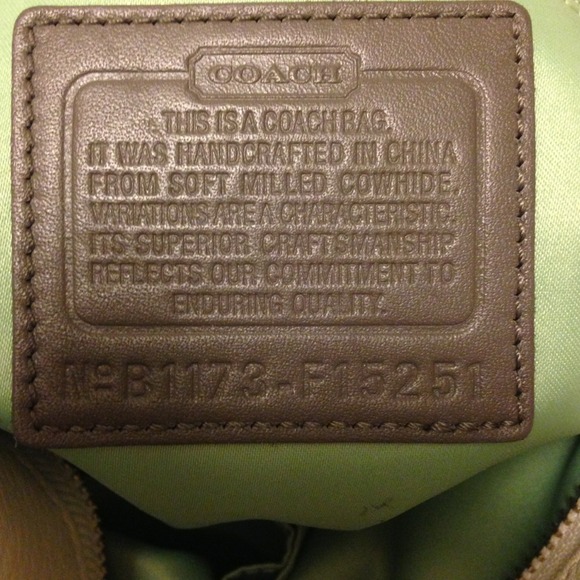 COACH
THIS IS A COACH BAG.
IT WAS HANDCRAFTED IN CHINA
FROM SOFT MILLED COWHIDE.
VARIATIONS ARE A CHARACTERISTIC.
ITS SUPERIOR CRAFTSMANSHIP
REFLECTS OUR COMMITMENT TO
ENDURING QUALITY.
Nº B1173-F15251